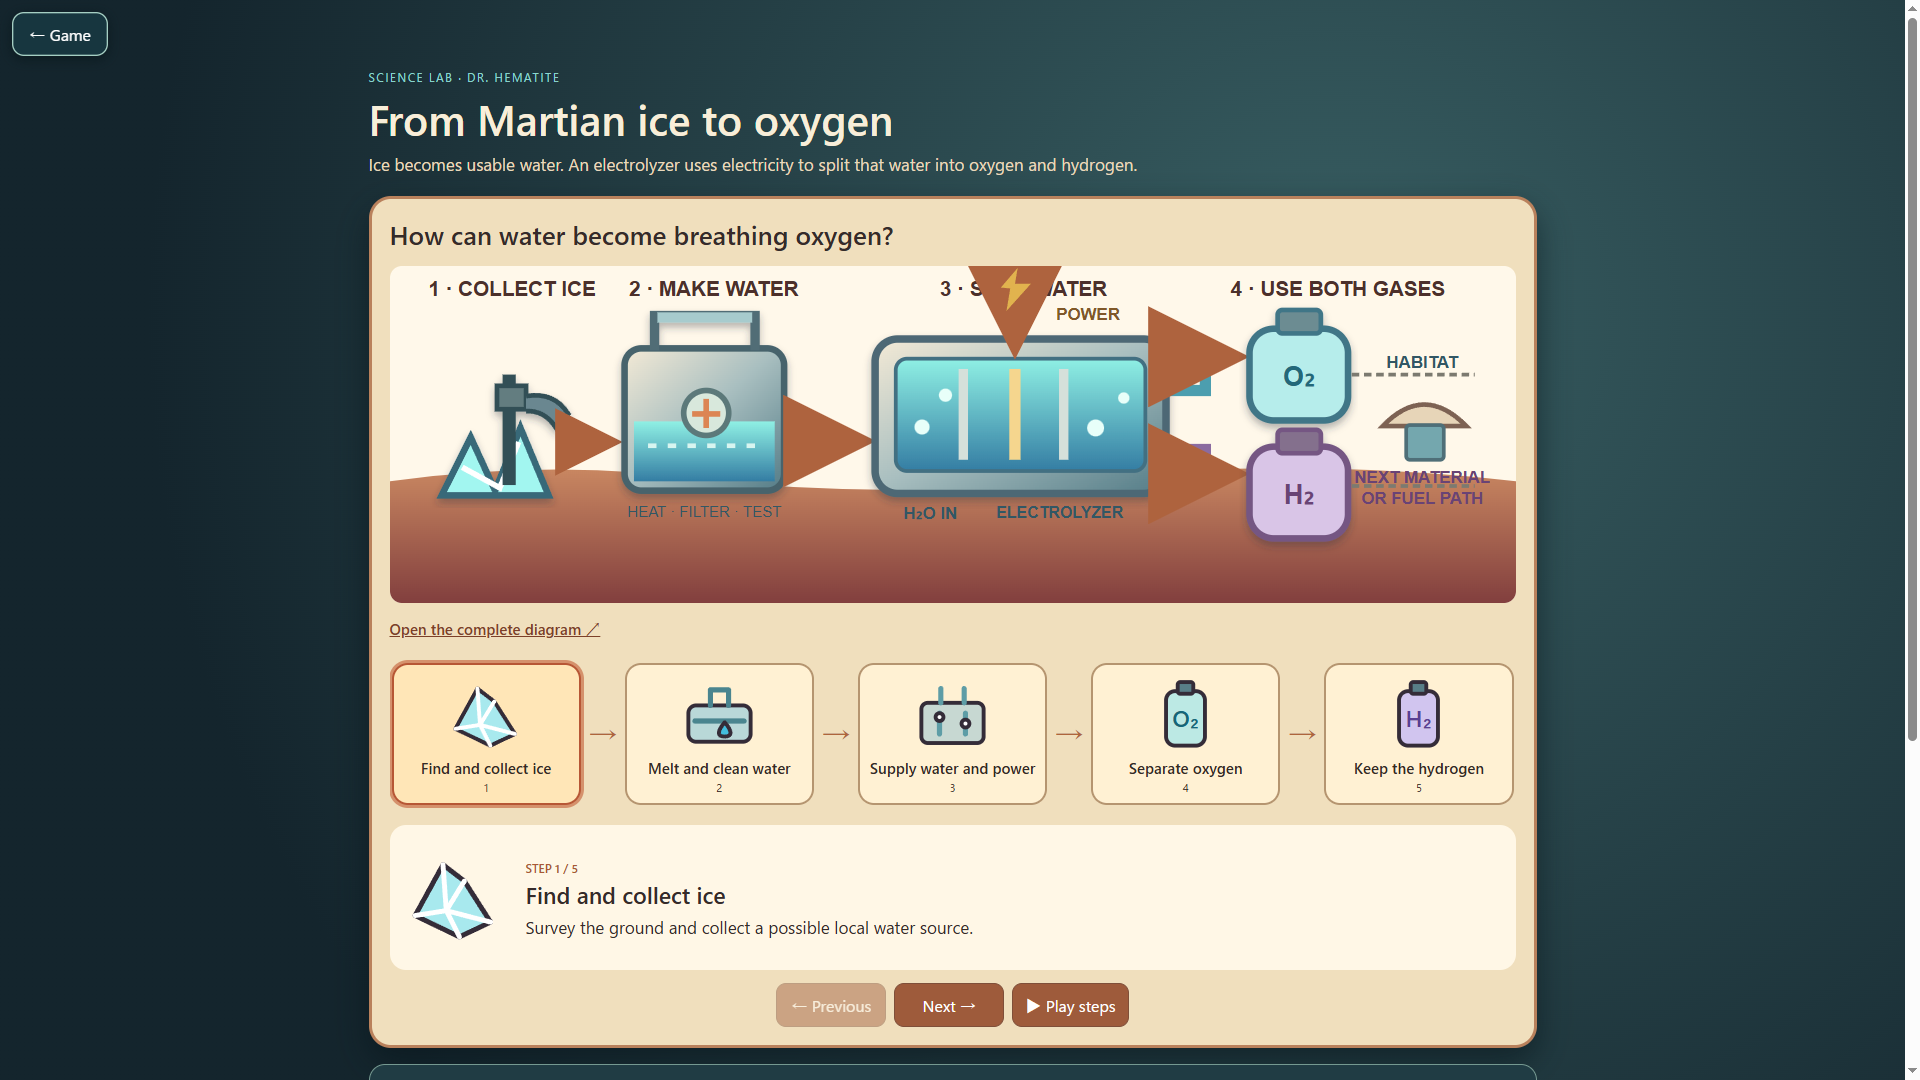 ← Game
SCIENCE LAB · DR. HEMATITE
From Martian ice to oxygen
Ice becomes usable water. An electrolyzer uses electricity to split that water into oxygen and hydrogen.
How can water become breathing oxygen?
1 · COLLECT ICE
2 · MAKE WATER
3 · S ATER
4 · USE BOTH GASES
POWER
O₂
HABITAT
H₂
NEXT MATERIAL
OR FUEL PATH
HEAT · FILTER · TEST
H₂O IN
ELECTROLYZER
Open the complete diagram ↗
Find and collect ice
1
→
Melt and clean water
2
→
Supply water and power
3
→
O₂
Separate oxygen
4
→
H₂
Keep the hydrogen
5
STEP 1 / 5
Find and collect ice
Survey the ground and collect a possible local water source.
← Previous
Next →
▶ Play steps